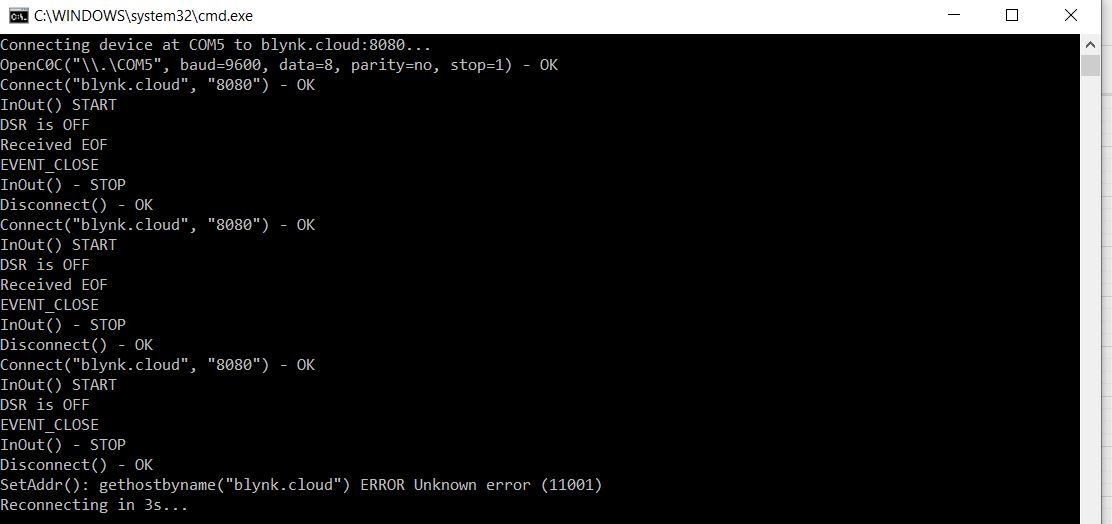 C:\WINDOWS\system32\cmd.exe
Connecting device at COM5 to blynk.cloud:8080...
OpenC0C("\\.\COM5", baud=9600, data=8, parity=no, stop=1) - OK
Connect("blynk.cloud", "8080") - OK
InOut() START
DSR is OFF
Received EOF
EVENT_CLOSE
InOut() - STOP
Disconnect() - OK
Connect("blynk.cloud", "8080") - OK
InOut() START
DSR is OFF
Received EOF
EVENT_CLOSE
InOut() - STOP
Disconnect() - OK
Connect("blynk.cloud", "8080") - OK
InOut() START
DSR is OFF
EVENT_CLOSE
InOut() - STOP
Disconnect() - OK
SetAddr(): gethostbyname("blynk.cloud") ERROR Unknown error (11001)
Reconnecting in 3s...